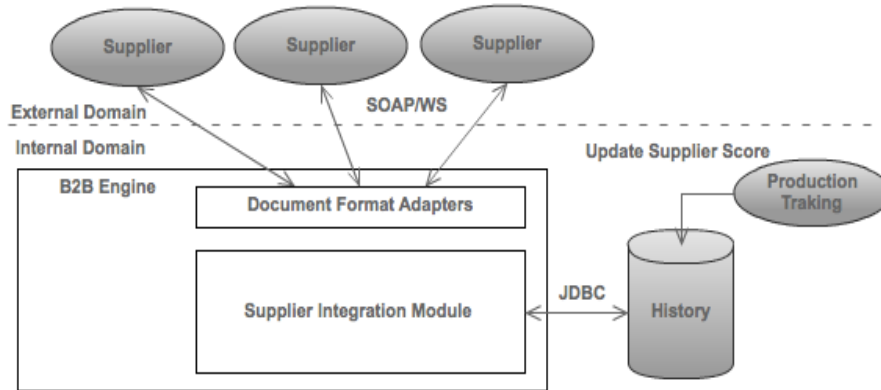 Supplier
Supplier
Supplier
External Domain
SOAP/WS
Internal Domain
Update Supplier Score
B2B Engine
Production
Traking
Document Format Adapters
Supplier Integration Module
JDBC
History